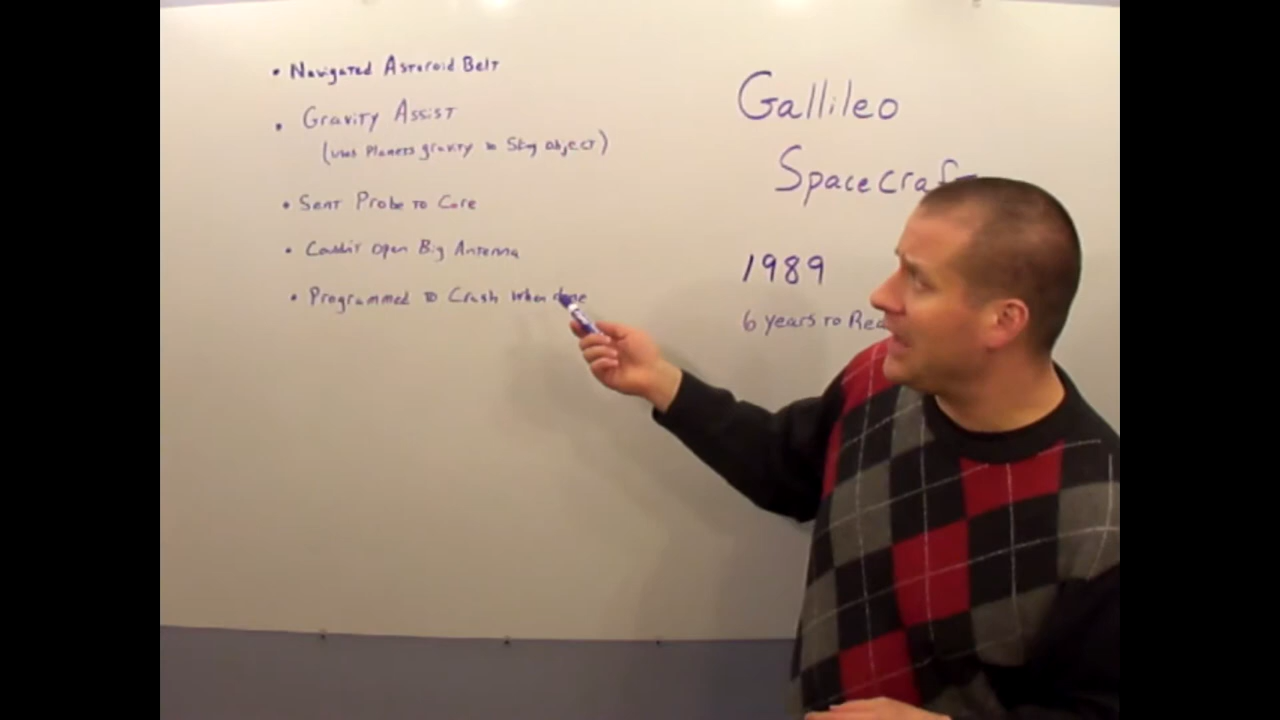 • Navigated Asteroid Belt
• Gravity Assist
(uses Planets gravity to Sling object)
• Sent Probe to Core
• Couldn't Open Big Antenna
• Programmed to Crash when done
Gallileo
Spacecraft
1989
6 years to